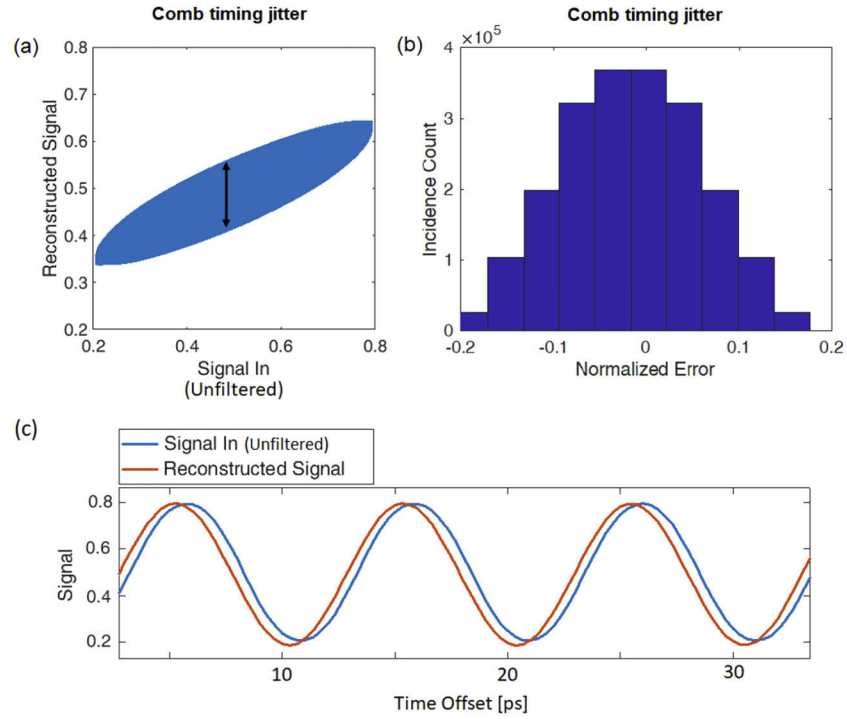 Comb timing jitter
(a)
0.8
0.7
0.6
0.5
0.4
0.3
0.2
Reconstructed Signal
0.2
0.4
0.6
0.8
Signal In
(Unfiltered)
Comb timing jitter
(b)
×10⁵
4
3
2
1
0
Incidence Count
-0.2
-0.1
0
0.1
0.2
Normalized Error
(c)
Signal In (Unfiltered)
Reconstructed Signal
0.8
0.6
0.4
0.2
Signal
10
20
30
Time Offset [ps]